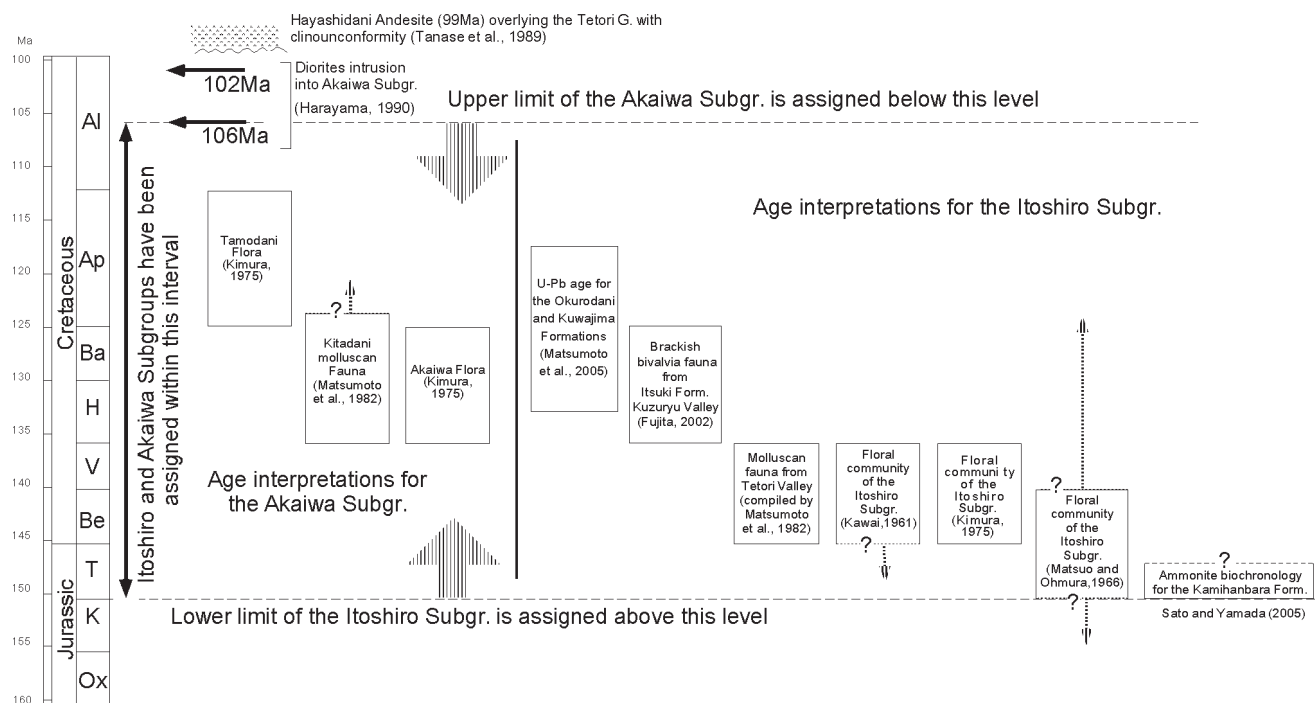 Hayashidani Andesite (99Ma) overlying the Tetori G. with
clinounconformity (Tanase et al., 1989)
Ma
100
105
110
115
120
125
130
135
140
145
150
155
160
Cretaceous
Jurassic
Al
Ap
Ba
H
V
Be
T
K
Ox
Itoshiro and Akaiwa Subgroups have been
assigned within this interval
102Ma
106Ma
Diorites intrusion
into Akaiwa Subgr.
(Harayama, 1990)
Upper limit of the Akaiwa Subgr. is assigned below this level
Tamodani
Flora
(Kimura,
1975)
?
Kitadani
molluscan
Fauna
(Matsumoto
et al., 1982)
Akaiwa Flora
(Kimura,
1975)
Age interpretations for
the Akaiwa Subgr.
Age interpretations for the Itoshiro Subgr.
U-Pb age for
the Okurodani
and Kuwajima
Formations
(Matsumoto
et al., 2005)
Brackish
bivalvia fauna
from
Itsuki Form.
Kuzuryu Valley
(Fujita, 2002)
Molluscan
fauna from
Tetori Valley
(compiled by
Matsumoto
et al., 1982)
Floral
community
of the
Itoshiro
Subgr.
(Kawai,1961)
?
Floral
communi ty
of the
Ito shiro
Subgr.
(Kimura,
1975)
?
Floral
community
of the
Itoshiro
Subgr.
(Matsuo and
Ohmura,1966)
?
?
Ammonite biochronology
for the Kamihanbara Form.
Sato and Yamada (2005)
Lower limit of the Itoshiro Subgr. is assigned above this level